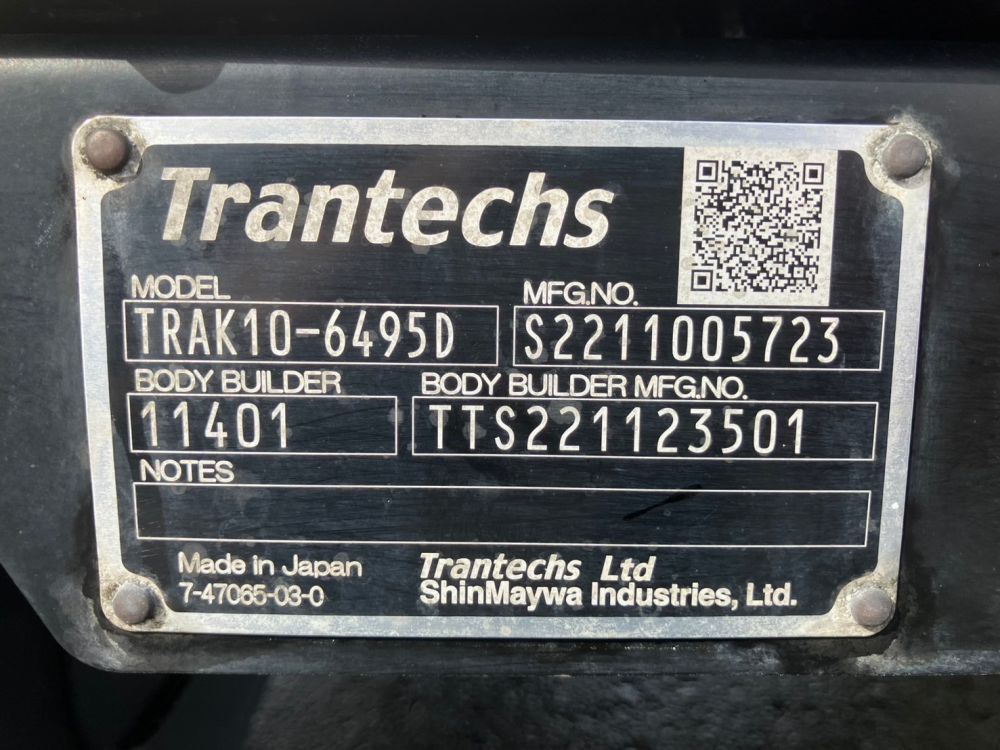 Trantechs
MODEL
MFG.NO.
TRAK10-6495D
S2211005723
BODY BUILDER
BODY BUILDER MFG.NO.
11401
TTS221123501
NOTES
Made in Japan
Trantechs Ltd
7-47065-03-0
ShinMaywa Industries, Ltd.